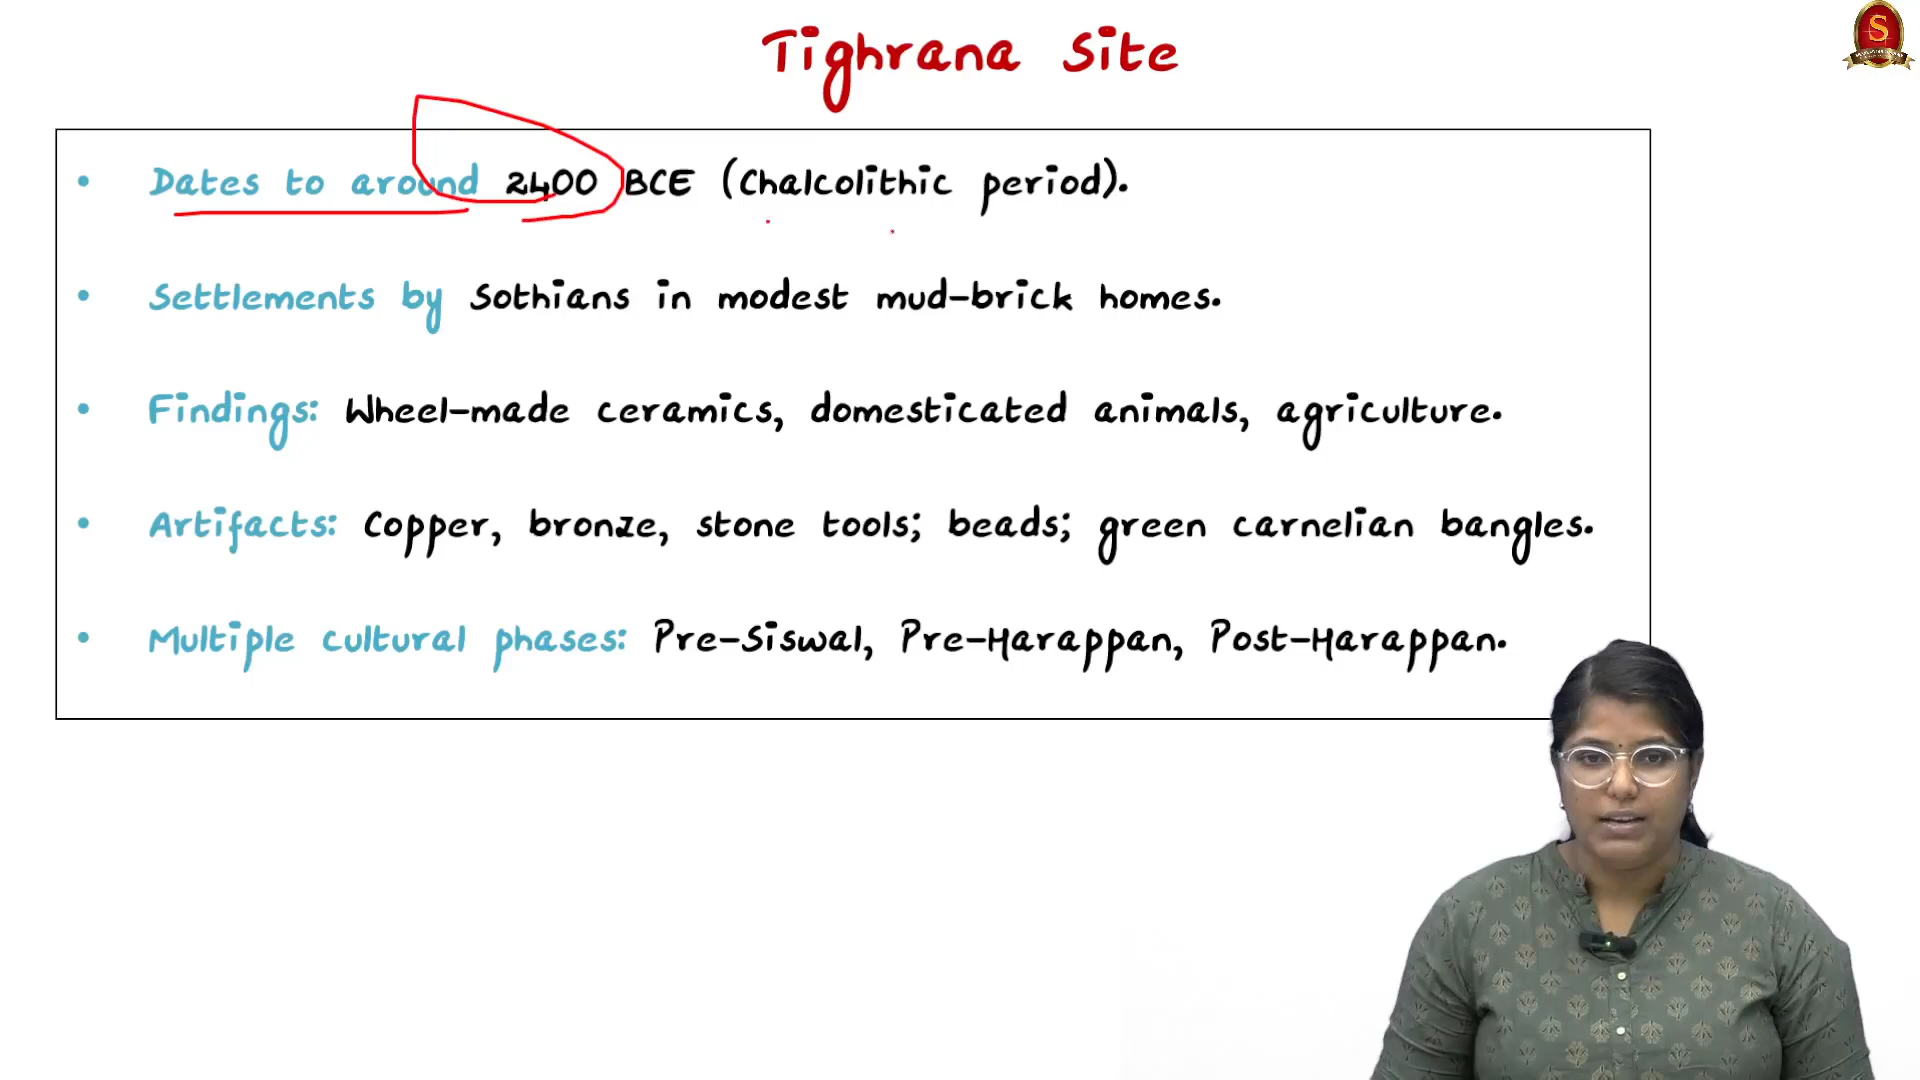 Tighrana Site
S
• Dates to around 2400 BCE (Chalcolithic period).
• Settlements by Sothians in modest mud-brick homes.
• Findings: Wheel-made ceramics, domesticated animals, agriculture.
• Artifacts: Copper, bronze, stone tools; beads; green carnelian bangles.
• Multiple cultural phases: Pre-Siswal, Pre-Harappan, Post-Harappan.